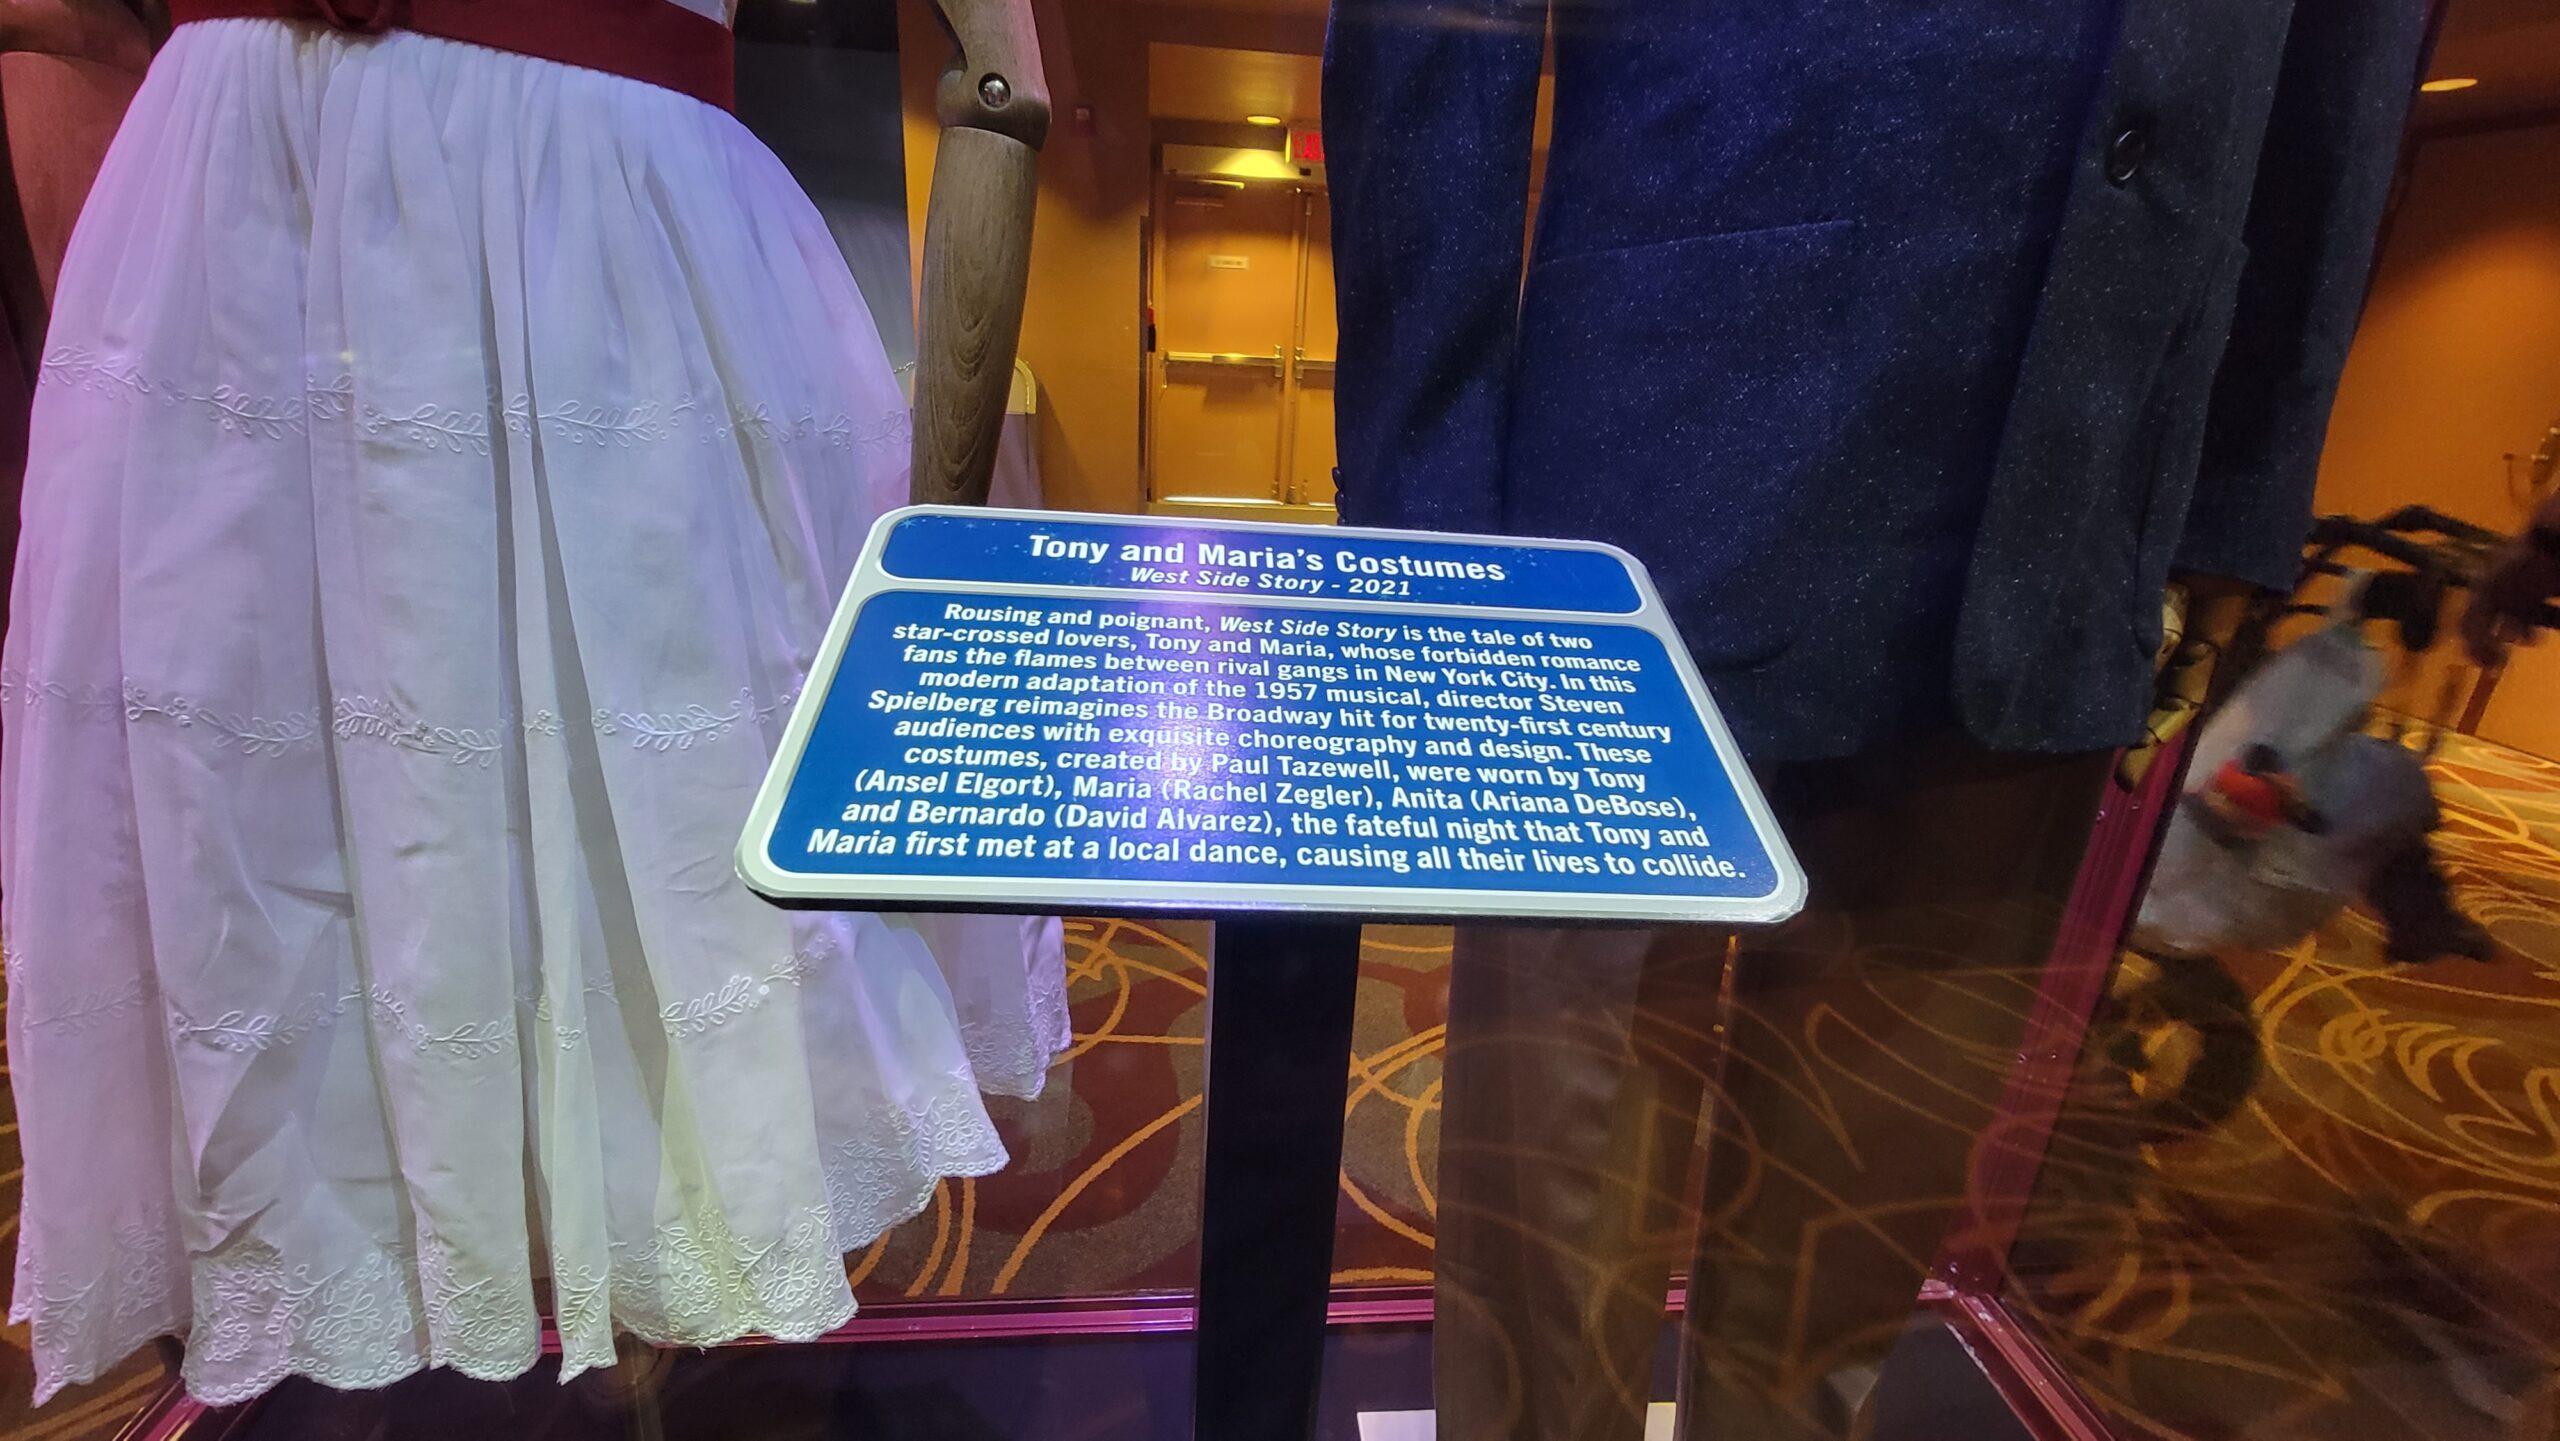 Tony and Maria's Costumes
West Side Story - 2021
Rousing and poignant, West Side Story is the tale of two
star-crossed lovers, Tony and Maria, whose forbidden romance
fans the flames between rival gangs in New York City. In this
modern adaptation of the 1957 musical, director Steven
Spielberg reimagines the Broadway hit for twenty-first century
audiences with exquisite choreography and design. These
costumes, created by Paul Tazewell, were worn by Tony
(Ansel Elgort), Maria (Rachel Zegler), Anita (Ariana DeBose),
and Bernardo (David Alvarez), the fateful night that Tony and
Maria first met at a local dance, causing all their lives to collide.